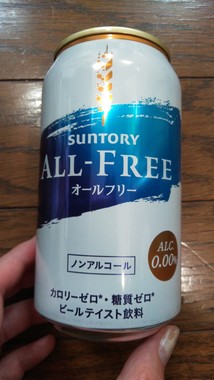 SUNTORY
ALL-FREE
オールフリー
ALC.
0.00%
ノンアルコール
カロリーゼロ*・糖質ゼロ*
ビールテイスト飲料